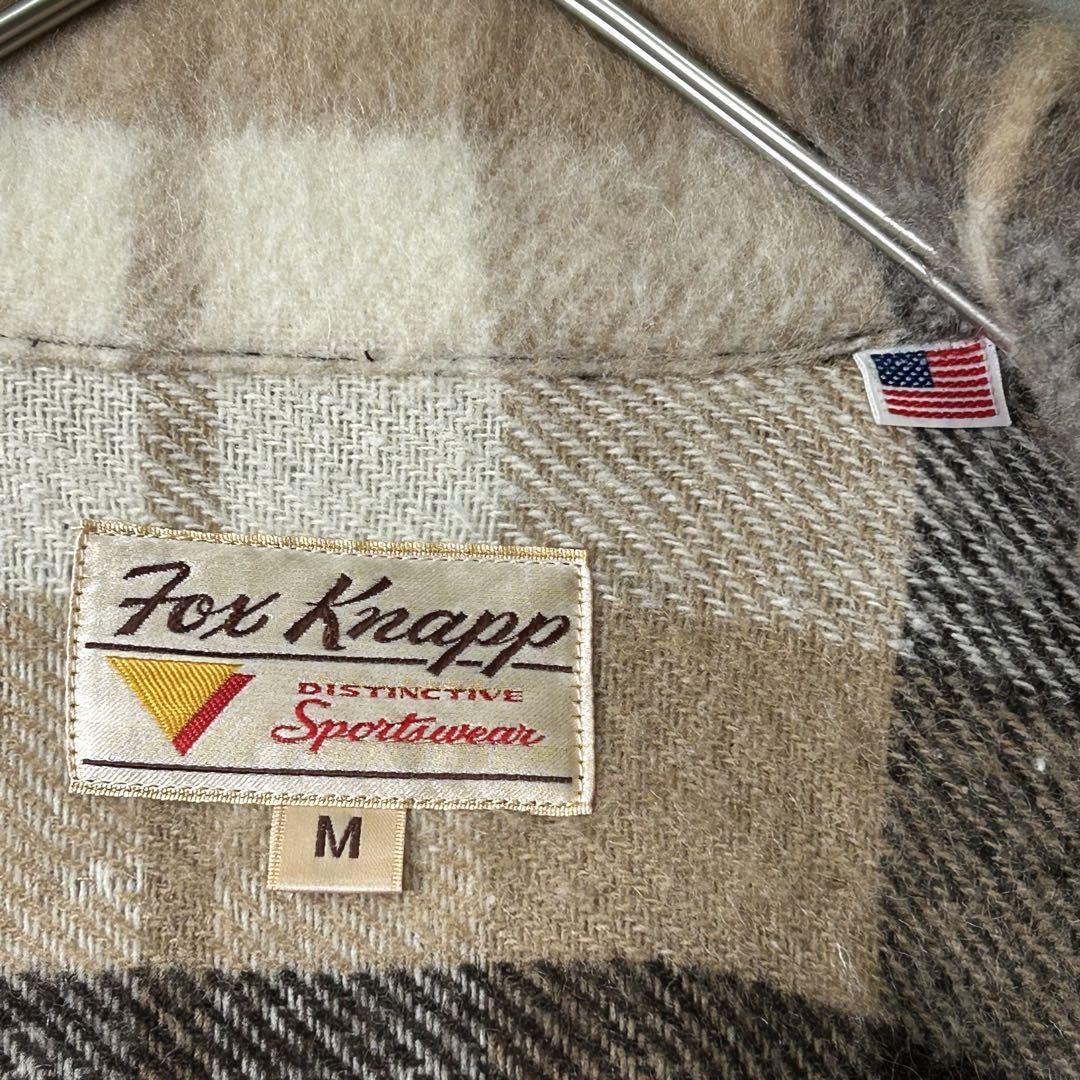 Fox Knapp
DISTINCTIVE
Sportswear
M